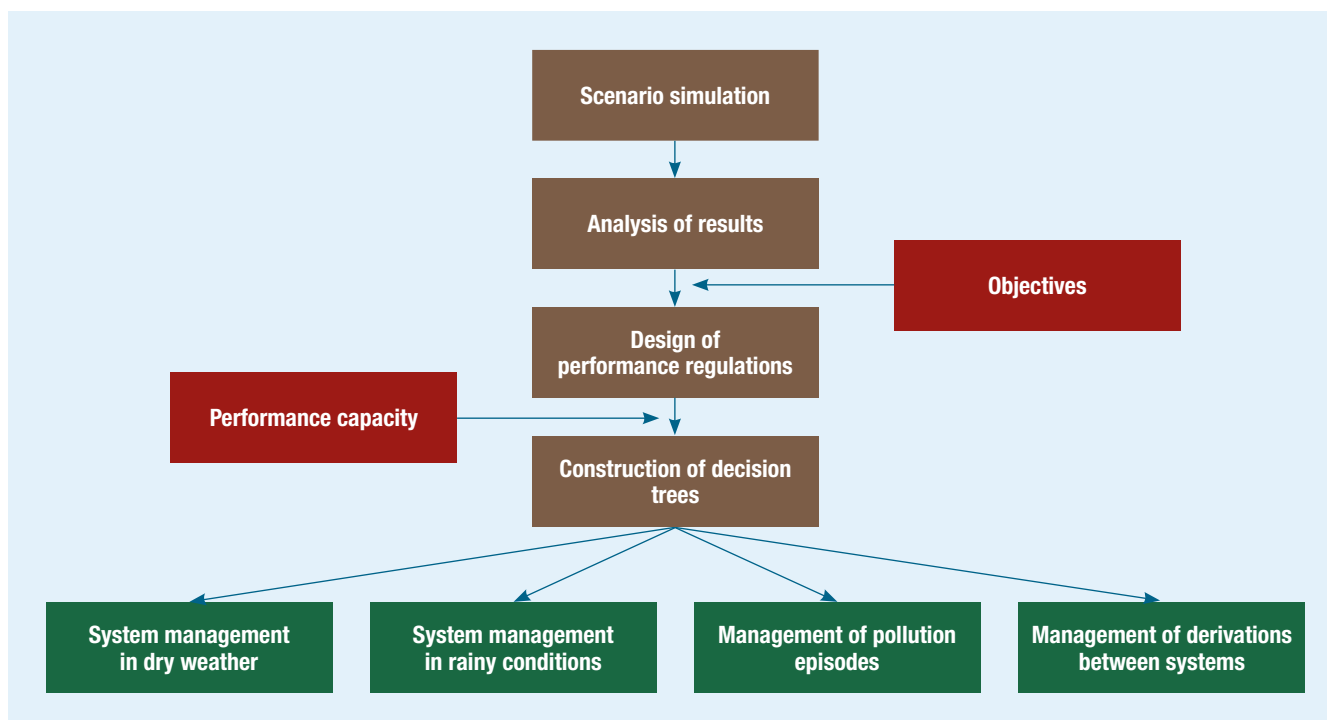 Scenario simulation
Analysis of results
Objectives
Design of
performance regulations
Performance capacity
Construction of decision
trees
System management
in dry weather
System management
in rainy conditions
Management of pollution
episodes
Management of derivations
between systems